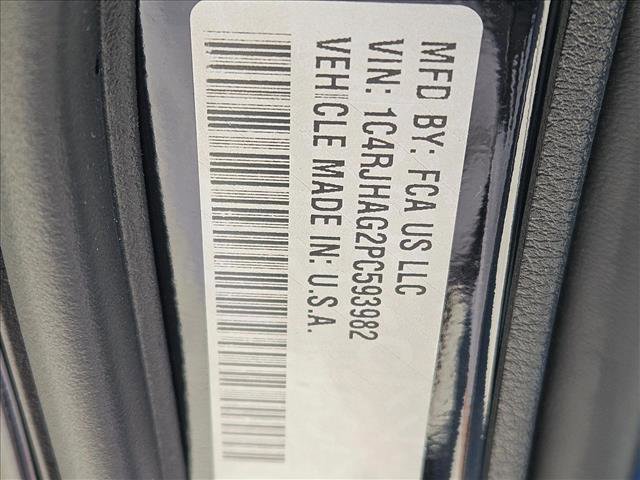 MFD BY: FCA US LLC
VIN: 1C4RJHAG2PC593982
VEHICLE MADE IN: U.S.A.